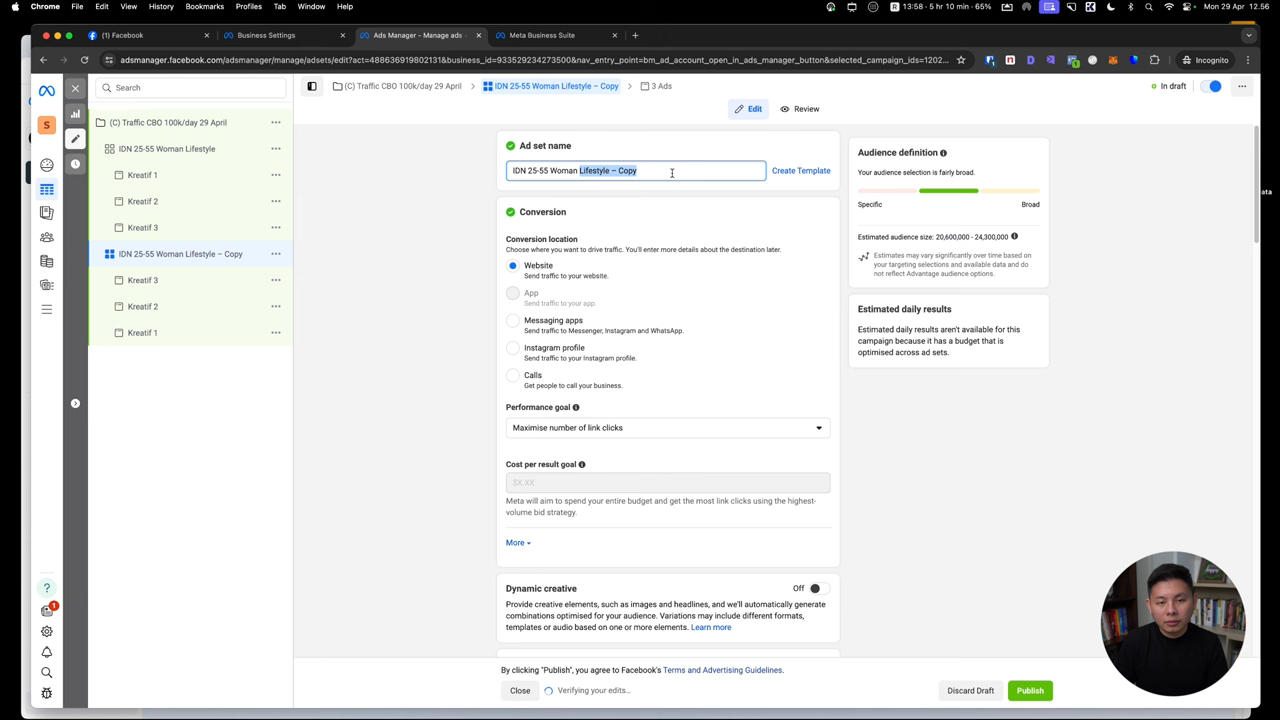 Chrome File Edit View History Bookmarks Profiles Tab Window Help
13:58 - 5 hr 10 min - 65%
Mon 29 Apr 12.56
(1) Facebook
Business Settings
Ads Manager - Manage ads
Meta Business Suite
adsmanager.facebook.com/adsmanager/manage/adsets/edit?act=488636919802131&business_id=933529234273500&nav_entry_point=bm_ad_account_open_in_ads_manager_button&selected_campaign_ids=1202...
Incognito
Search
(C) Traffic CBO 100k/day 29 April
IDN 25-55 Woman Lifestyle – Copy
3 Ads
In draft
Edit
Review
S
(C) Traffic CBO 100k/day 29 April
IDN 25-55 Woman Lifestyle
Kreatif 1
Kreatif 2
Kreatif 3
IDN 25-55 Woman Lifestyle – Copy
Kreatif 3
Kreatif 2
Kreatif 1
1
Ad set name
IDN 25-55 Woman Lifestyle – Copy
Create Template
Conversion
Conversion location
Choose where you want to drive traffic. You'll enter more details about the destination later.
Website
Send traffic to your website.
App
Send traffic to your app.
Messaging apps
Send traffic to Messenger, Instagram and WhatsApp.
Instagram profile
Send traffic to your Instagram profile.
Calls
Get people to call your business.
Performance goal
Maximise number of link clicks
Cost per result goal
$X.XX
Meta will aim to spend your entire budget and get the most link clicks using the highest-
volume bid strategy.
More
Dynamic creative
Off
Provide creative elements, such as images and headlines, and we'll automatically generate
combinations optimised for your audience. Variations may include different formats,
templates or audio based on one or more elements. Learn more
Audience definition
Your audience selection is fairly broad.
Specific
Broad
Estimated audience size: 20,600,000 - 24,300,000
Estimates may vary significantly over time based on
your targeting selections and available data and do
not reflect Advantage audience options.
Estimated daily results
Estimated daily results aren't available for this
campaign because it has a budget that is
optimised across ad sets.
By clicking "Publish", you agree to Facebook's Terms and Advertising Guidelines.
Close
Verifying your edits...
Discard Draft
Publish